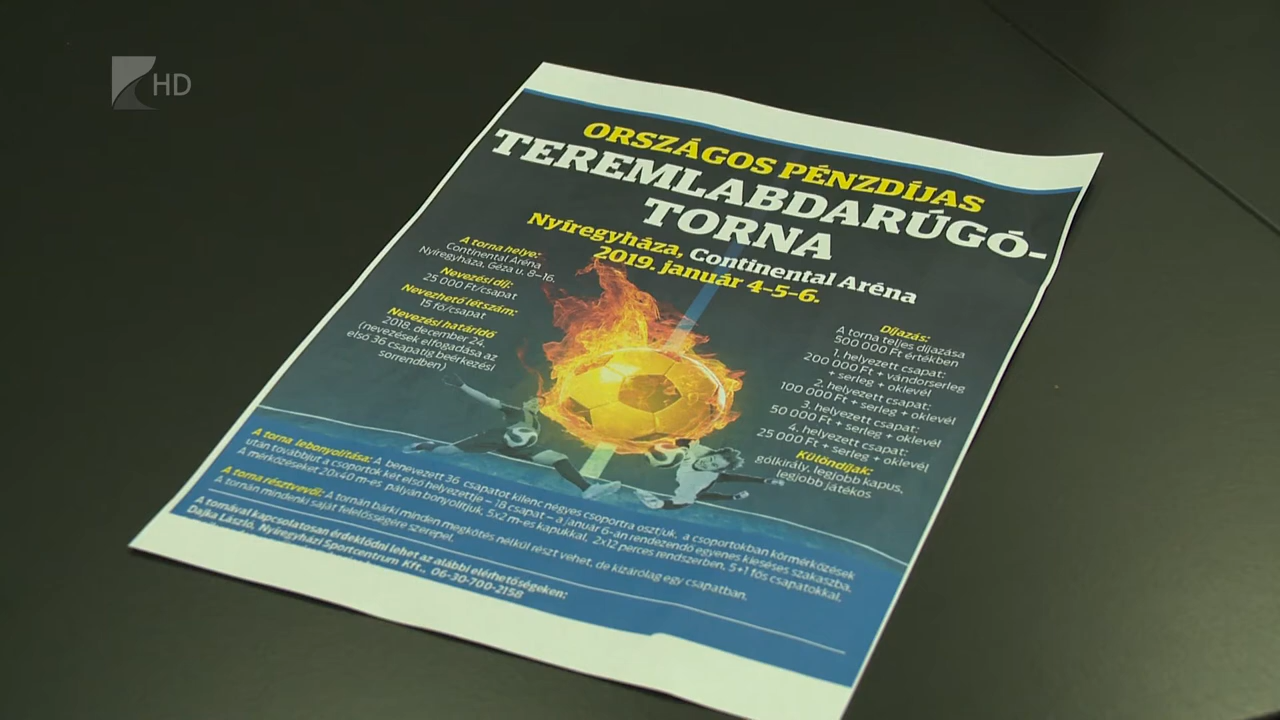 HD
ORSZÁGOS PÉNZDÍJAS
TEREMLABDARÚGÓ-
TORNA
Nyíregyháza, Continental Aréna
2019. január 4-5-6.
A torna helye:
Continental Aréna
Nyíregyháza, Géza u. 8–16.
Nevezési díj:
25 000 Ft/csapat
Nevezhető létszám:
15 fő/csapat
Nevezési határidő
2018. december 24.
(nevezések elfogadása az
első 36 csapatig beérkezési
sorrendben)
Díjazás:
A torna teljes díjazása
500 000 Ft értékben
1. helyezett csapat:
200 000 Ft + vándorserleg
+ serleg + oklevél
2. helyezett csapat:
100 000 Ft + serleg + oklevél
3. helyezett csapat:
50 000 Ft + serleg + oklevél
4. helyezett csapat:
25 000 Ft + serleg + oklevél
Különdíjak:
gólkirály, legjobb kapus,
legjobb játékos
A torna lebonyolítása: A benevezett 36 csapatot kilenc négyes csoportra osztjuk, a csoportokban körmérkőzések
után továbbjut a csoportok két első helyezettje – 18 csapat – a január 6-án rendezendő egyenes kieséses szakaszba.
A mérkőzéseket 20x40 m-es pályán bonyolítjuk, 5x2 m-es kapukkal, 2x12 perces rendszerben, 5+1 fős csapatokkal.
A torna résztvevői: A tornán bárki minden megkötés nélkül részt vehet, de kizárólag egy csapatban.
A tornán mindenki saját felelősségére szerepel.
A tornával kapcsolatosan érdeklődni lehet az alábbi elérhetőségeken:
Dajka László, Nyíregyházi Sportcentrum Kft., 06-30-700-2158